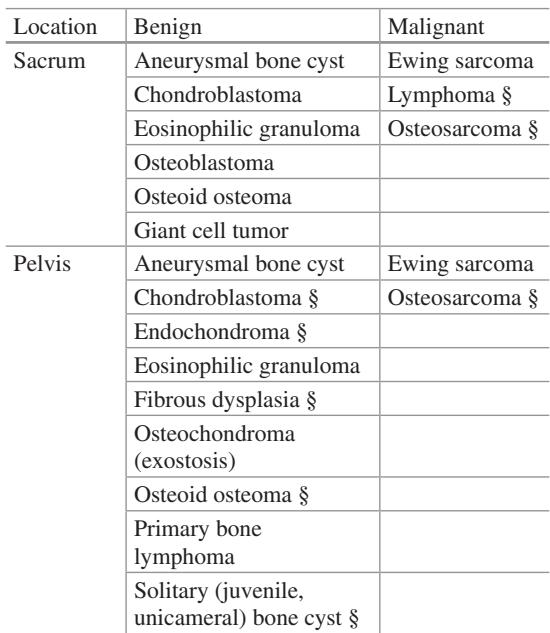 Location Benign Malignant
Sacrum Aneurysmal bone cyst Ewing sarcoma
Chondroblastoma Lymphoma §
Eosinophilic granuloma Osteosarcoma §
Osteoblastoma
Osteoid osteoma
Giant cell tumor
Pelvis Aneurysmal bone cyst Ewing sarcoma
Chondroblastoma § Osteosarcoma §
Endochondroma §
Eosinophilic granuloma
Fibrous dysplasia §
Osteochondroma
(exostosis)
Osteoid osteoma §
Primary bone
lymphoma
Solitary (juvenile,
unicameral) bone cyst §